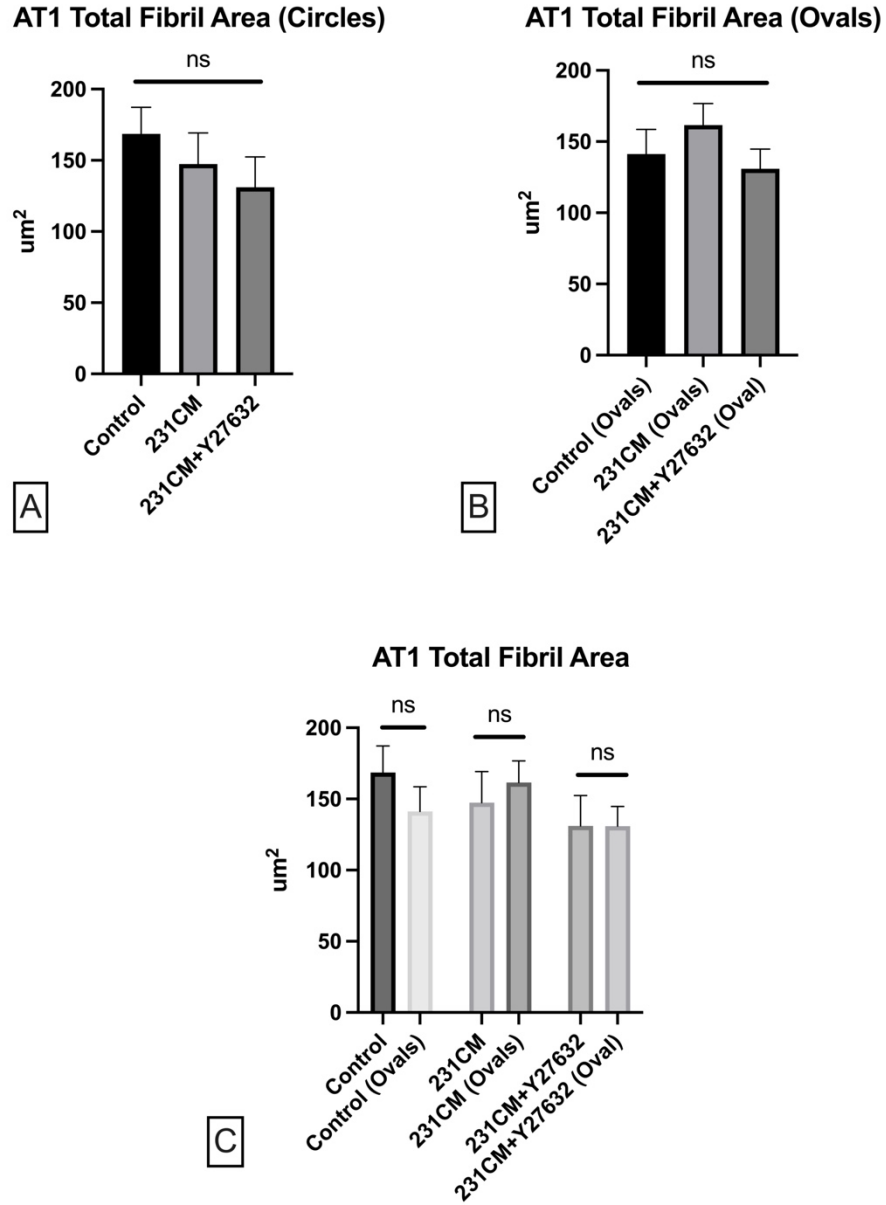 AT1 Total Fibril Area (Circles)
ns
200
150
100
50
0
um²
Control
231CM
231CM+Y27632
A
AT1 Total Fibril Area (Ovals)
ns
200
150
100
50
0
um²
Control (Ovals)
231CM (Ovals)
231CM+Y27632 (Oval)
B
AT1 Total Fibril Area
ns
ns
ns
200
150
100
50
0
um²
Control
Control (Ovals)
231CM
231CM (Ovals)
231CM+Y27632
231CM+Y27632 (Oval)
C